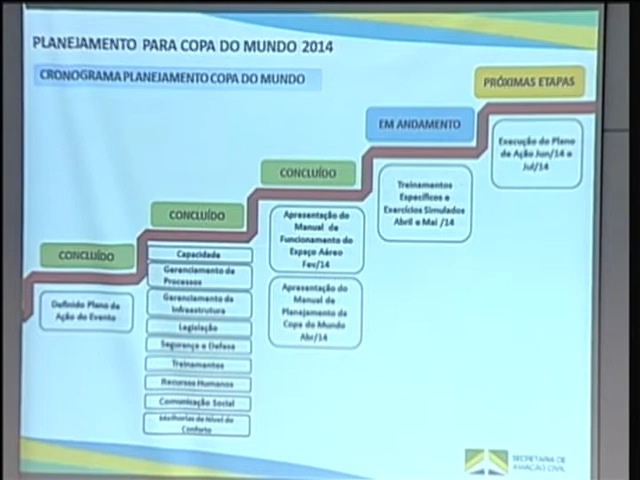 PLANEJAMENTO PARA COPA DO MUNDO 2014
CRONOGRAMA PLANEJAMENTO COPA DO MUNDO
CONCLUÍDO
Definido Plano de
Ação do Evento
CONCLUÍDO
Capacidade
Gerenciamento de
Processos
Gerenciamento da
Infraestrutura
Legislação
Segurança e Defesa
Treinamentos
Recursos Humanos
Comunicação Social
Melhorias de Nível de
Conforto
CONCLUÍDO
Apresentação do
Manual de
Funcionamento do
Espaço Aéreo
Fev/14
Apresentação do
Manual de
Planejamento da
Copa do Mundo
Abr/14
EM ANDAMENTO
Treinamentos
Específicos e
Exercícios Simulados
Abril e Mai /14
PRÓXIMAS ETAPAS
Execução do Plano
de Ação Jun/14 e
Jul/14
SECRETARIA DE
AVIAÇÃO CIVIL